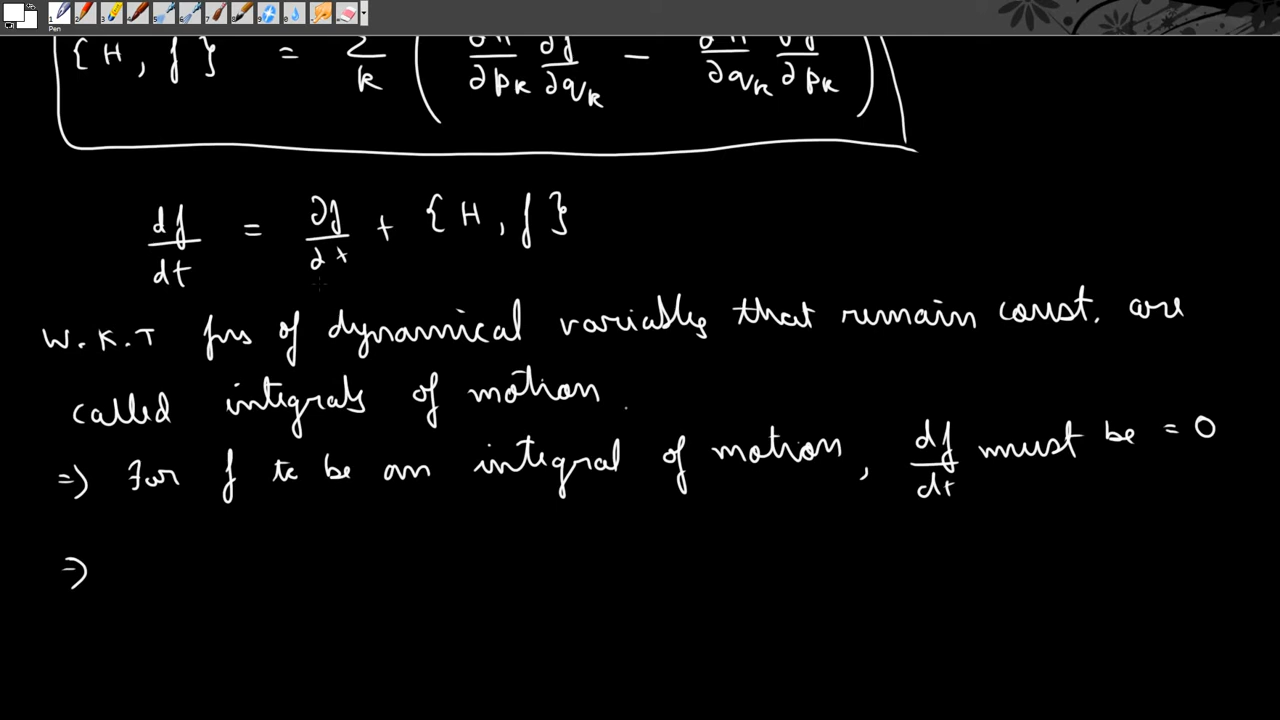 {H, f} = Σ_k ( ∂H/∂p_k ∂f/∂q_k − ∂H/∂q_k ∂f/∂p_k )
df/dt = ∂f/∂t + {H, f}
W.K.T fns of dynamical variables that remain const. are
called integrals of motion.
=> For f to be an integral of motion, df/dt must be = 0
=>
Pen